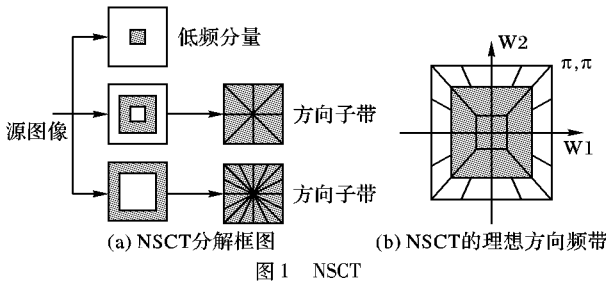 低频分量
源图像
方向子带
方向子带
(a) NSCT分解框图
W2
π,π
W1
(b) NSCT的理想方向频带
图1 NSCT